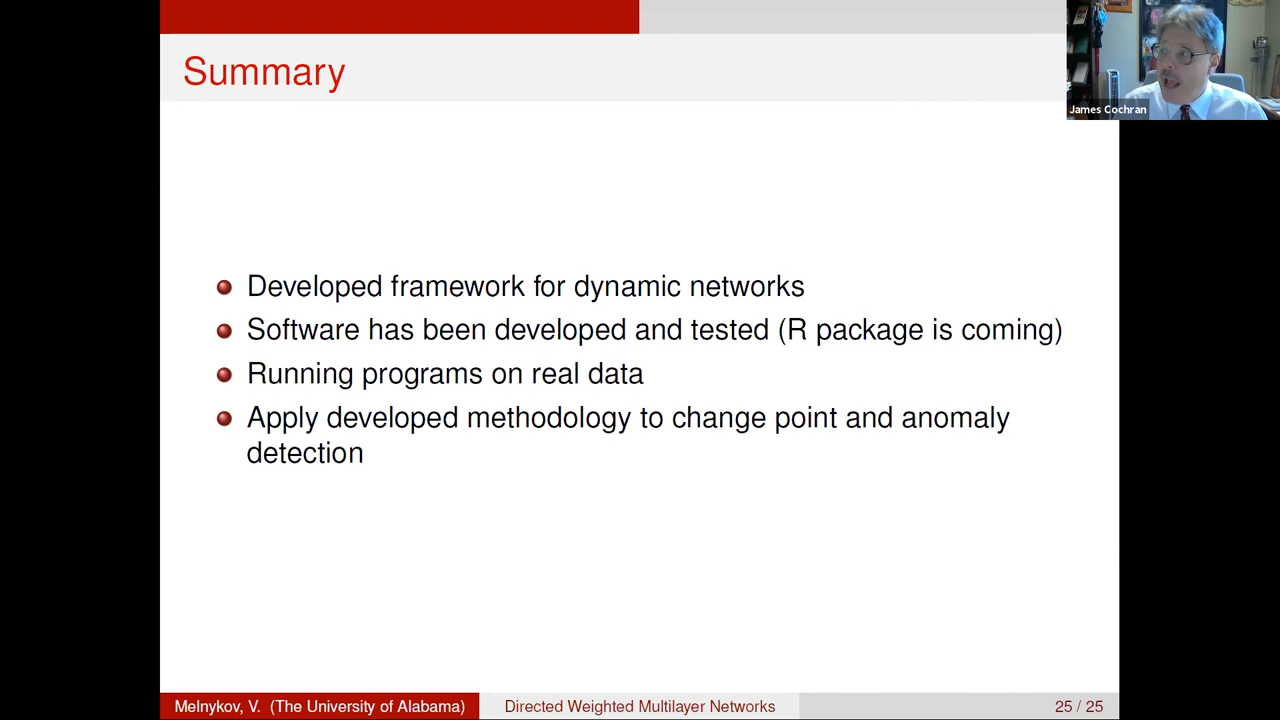 Summary
James Cochran
Developed framework for dynamic networks
Software has been developed and tested (R package is coming)
Running programs on real data
Apply developed methodology to change point and anomaly
detection
Melnykov, V. (The University of Alabama)
Directed Weighted Multilayer Networks
25 / 25